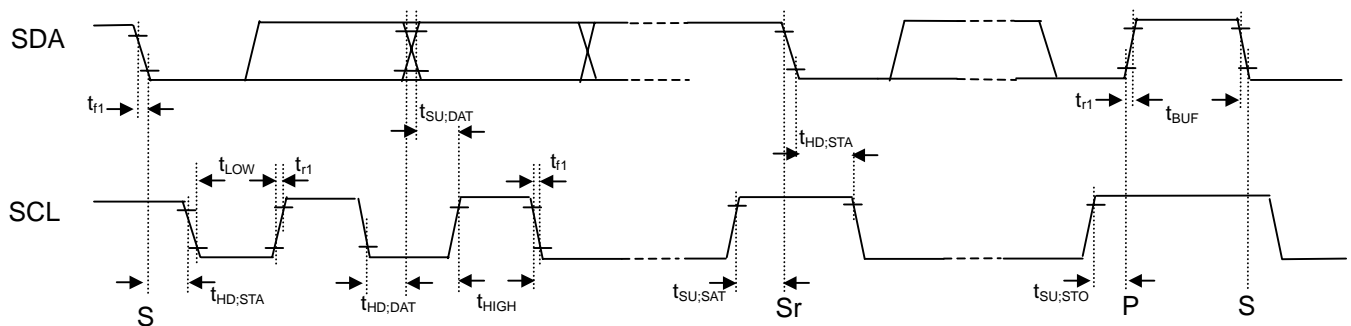 SDA
tf1
tSU;DAT
tr1
tBUF
tHD;STA
tLOW
tr1
tf1
SCL
tHD;STA
tHD;DAT
tHIGH
tSU;SAT
tSU;STO
S
Sr
P
S